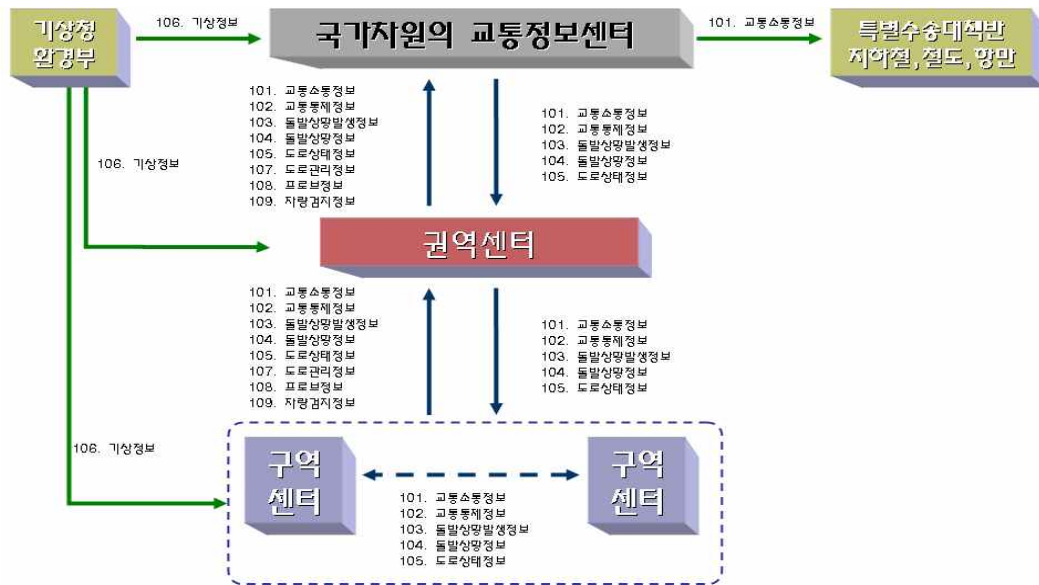 기상청
환경부
106. 기상정보
국가차원의 교통정보센터
101. 교통소통정보
특별수송대책반
지하철,철도,항만
101. 교통소통정보
102. 교통통제정보
103. 돌발상황발생정보
104. 돌발상황정보
105. 도로상태정보
107. 도로관리정보
108. 프로브정보
109. 차량검지정보
101. 교통소통정보
102. 교통통제정보
103. 돌발상황발생정보
104. 돌발상황정보
105. 도로상태정보
106. 기상정보
권역센터
101. 교통소통정보
102. 교통통제정보
103. 돌발상황발생정보
104. 돌발상황정보
105. 도로상태정보
107. 도로관리정보
108. 프로브정보
109. 차량검지정보
101. 교통소통정보
102. 교통통제정보
103. 돌발상황발생정보
104. 돌발상황정보
105. 도로상태정보
106. 기상정보
구역
센터
구역
센터
101. 교통소통정보
102. 교통통제정보
103. 돌발상황발생정보
104. 돌발상황정보
105. 도로상태정보